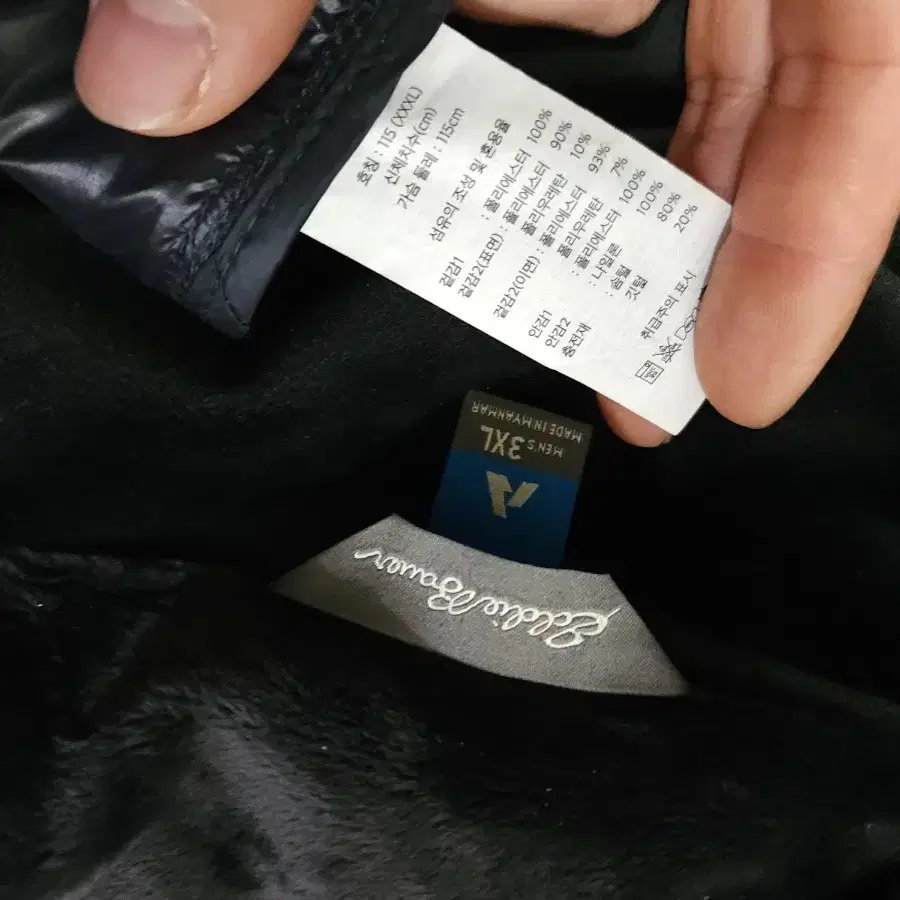 호칭 : 115 (XXXL)
신체치수(cm)
가슴 둘레 : 115cm
섬유의 조성 및 혼용율
겉감1 : 폴리에스터 100%
겉감2(표면) : 폴리에스터 90%
폴리우레탄 10%
겉감2(이면) : 폴리에스터 93%
폴리우레탄 7%
안감1 : 폴리에스터 100%
안감2 : 나일론 100%
충전재 : 솜털 80%
깃털 20%
취급주의 표시
MADE IN MYANMAR
MEN'S 3XL
Eddie Bauer